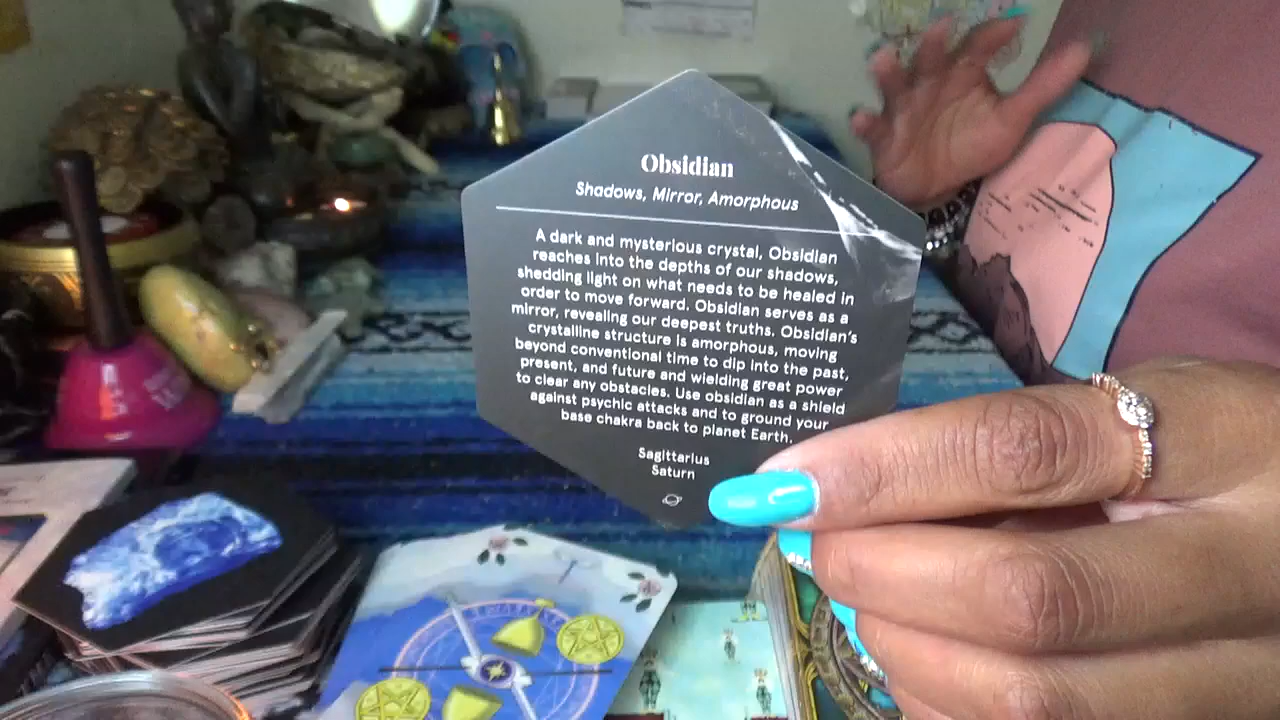 Obsidian
Shadows, Mirror, Amorphous
A dark and mysterious crystal, Obsidian
reaches into the depths of our shadows,
shedding light on what needs to be healed in
order to move forward. Obsidian serves as a
mirror, revealing our deepest truths. Obsidian's
crystalline structure is amorphous, moving
beyond conventional time to dip into the past,
present, and future and wielding great power
to clear any obstacles. Use obsidian as a shield
against psychic attacks and to ground your
base chakra back to planet Earth.
Sagittarius
Saturn